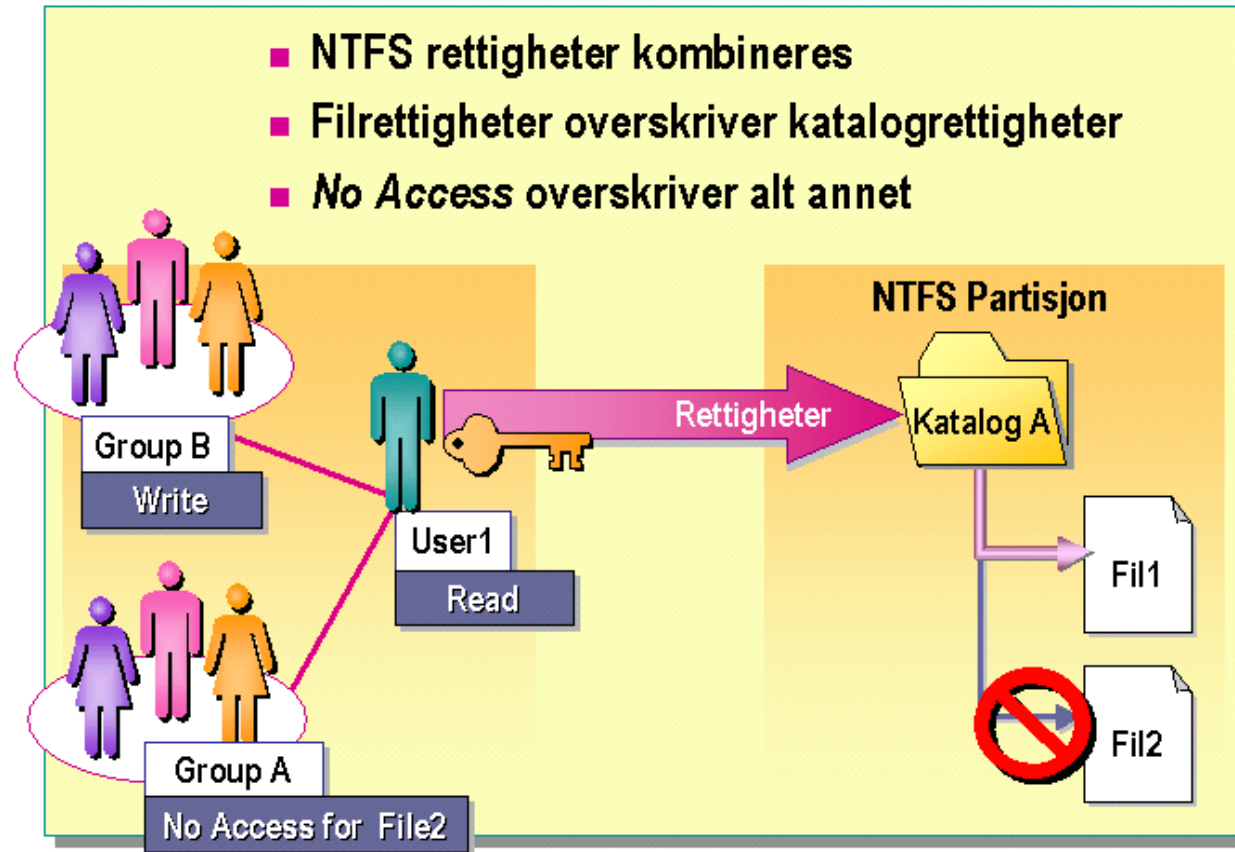 NTFS rettigheter kombineres
Filrettigheter overskriver katalogrettigheter
No Access overskriver alt annet
NTFS Partisjon
Rettigheter
Katalog A
Group B
Write
User1
Read
Fil1
Group A
No Access for File2
Fil2